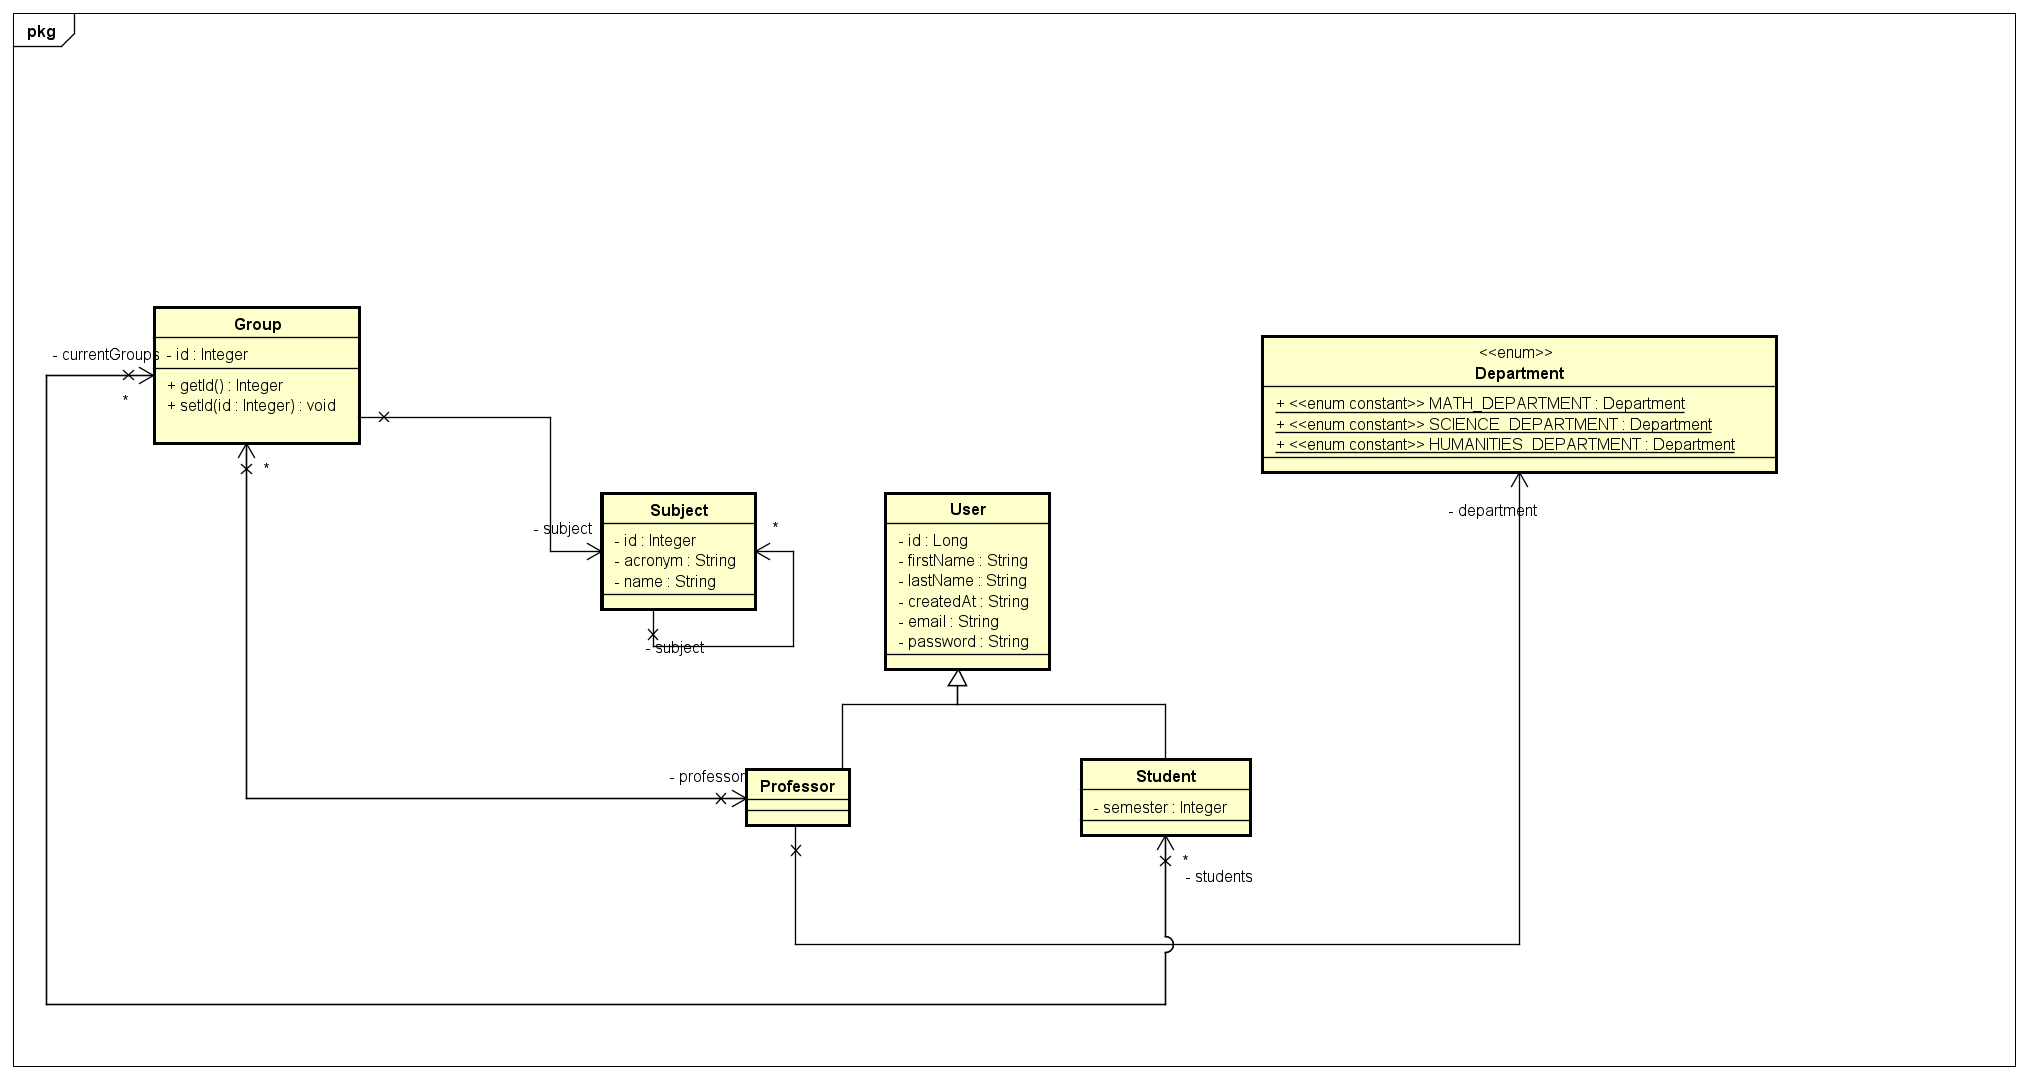 pkg
Group
- id : Integer
+ getId() : Integer
+ setId(id : Integer) : void
- currentGroups
*
*
Subject
- id : Integer
- acronym : String
- name : String
- subject
*
- subject
User
- id : Long
- firstName : String
- lastName : String
- createdAt : String
- email : String
- password : String
<<enum>>
Department
+ <<enum constant>> MATH_DEPARTMENT : Department
+ <<enum constant>> SCIENCE_DEPARTMENT : Department
+ <<enum constant>> HUMANITIES_DEPARTMENT : Department
- department
- professor
Professor
Student
- semester : Integer
*
- students